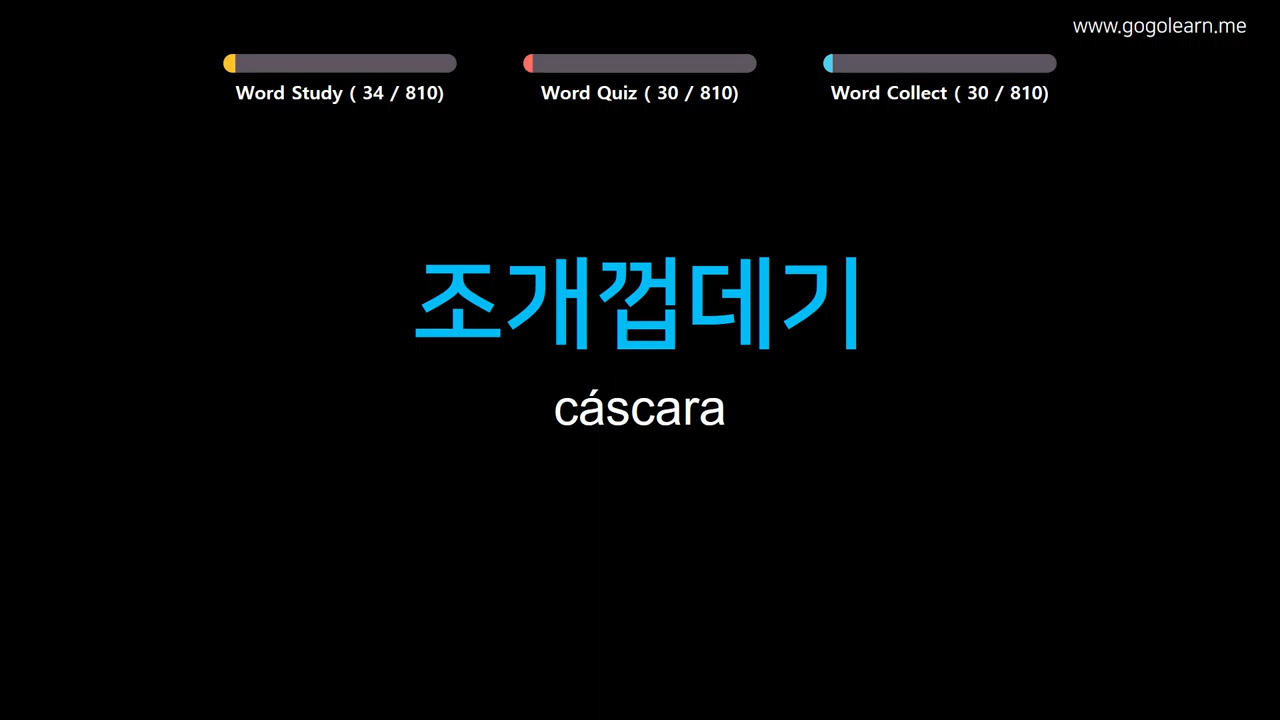 www.gogolearn.me
Word Study ( 34 / 810)
Word Quiz ( 30 / 810)
Word Collect ( 30 / 810)
조개껍데기
cáscara